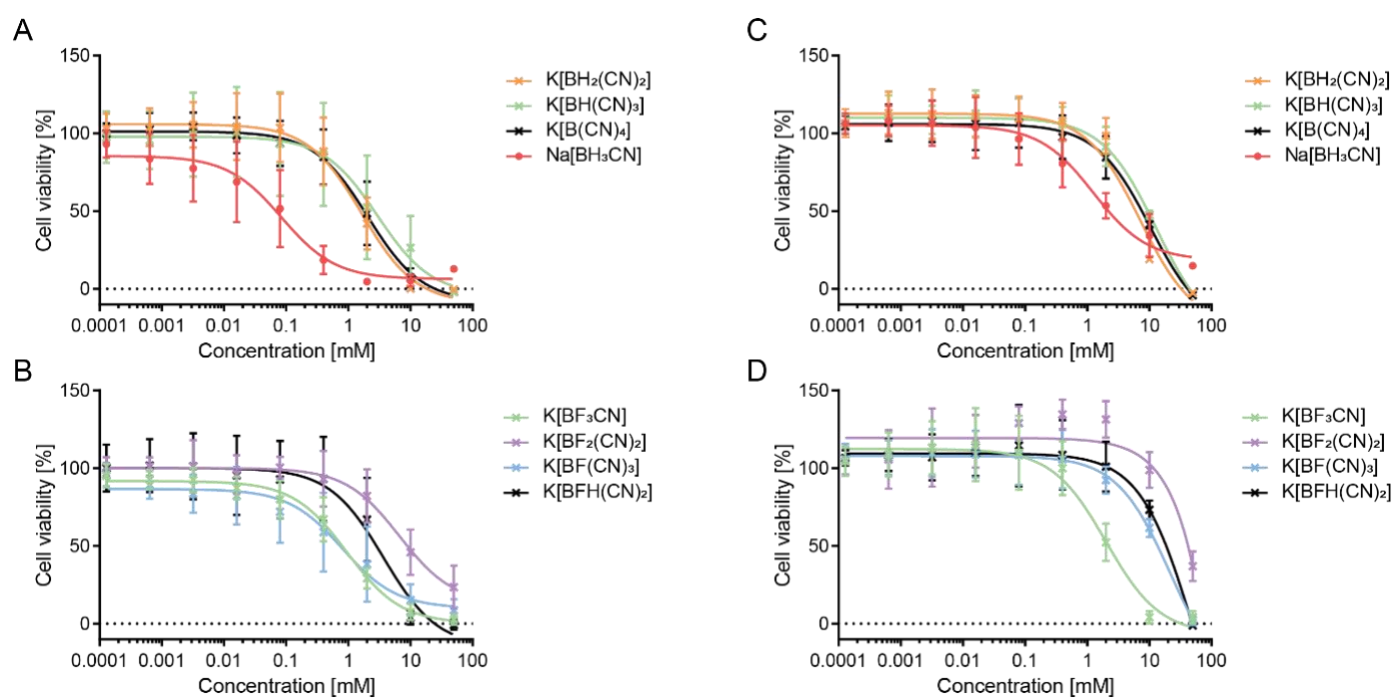 A
150
100
50
0
Cell viability [%]
0.0001 0.001 0.01 0.1 1 10 100
Concentration [mM]
K[BH₂(CN)₂]
K[BH(CN)₃]
K[B(CN)₄]
Na[BH₃CN]
C
150
100
50
0
Cell viability [%]
0.0001 0.001 0.01 0.1 1 10 100
Concentration [mM]
K[BH₂(CN)₂]
K[BH(CN)₃]
K[B(CN)₄]
Na[BH₃CN]
B
150
100
50
0
Cell viability [%]
0.0001 0.001 0.01 0.1 1 10 100
Concentration [mM]
K[BF₃CN]
K[BF₂(CN)₂]
K[BF(CN)₃]
K[BFH(CN)₂]
D
150
100
50
0
Cell viability [%]
0.0001 0.001 0.01 0.1 1 10 100
Concentration [mM]
K[BF₃CN]
K[BF₂(CN)₂]
K[BF(CN)₃]
K[BFH(CN)₂]